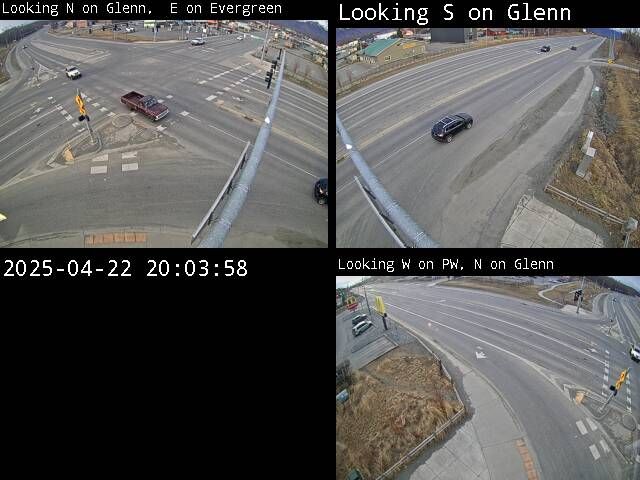 Looking N on Glenn, E on Evergreen
Looking S on Glenn
2025-04-22 20:03:58
Looking W on PW, N on Glenn